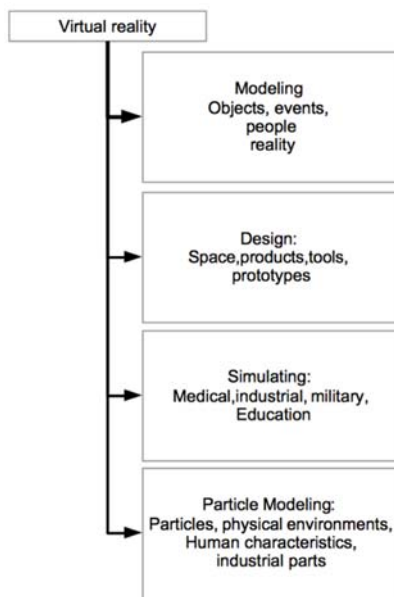 Virtual reality
Modeling
Objects, events,
people
reality
Design:
Space,products,tools,
prototypes
Simulating:
Medical,industrial, military,
Education
Particle Modeling:
Particles, physical environments,
Human characteristics,
industrial parts